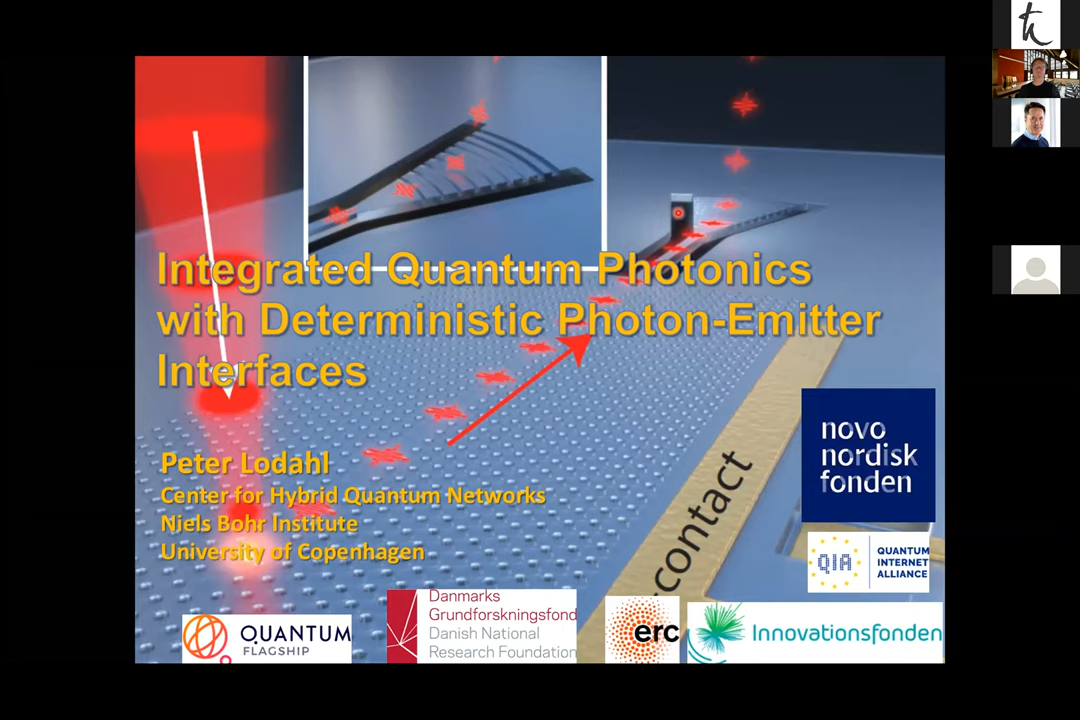 Integrated Quantum Photonics
with Deterministic Photon-Emitter
Interfaces
Peter Lodahl
Center for Hybrid Quantum Networks
Niels Bohr Institute
University of Copenhagen
contact
novo
nordisk
fonden
QIA
QUANTUM
INTERNET
ALLIANCE
QUANTUM
FLAGSHIP
Danmarks
Grundforskningsfond
Danish National
Research Foundation
erc
Innovationsfonden